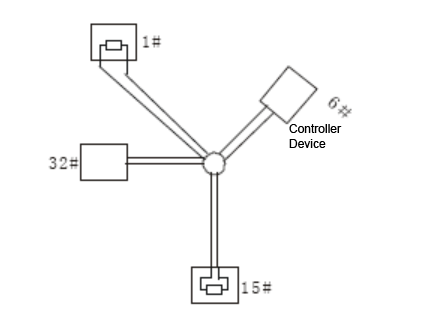 1#
6#
Controller
Device
32#
15#